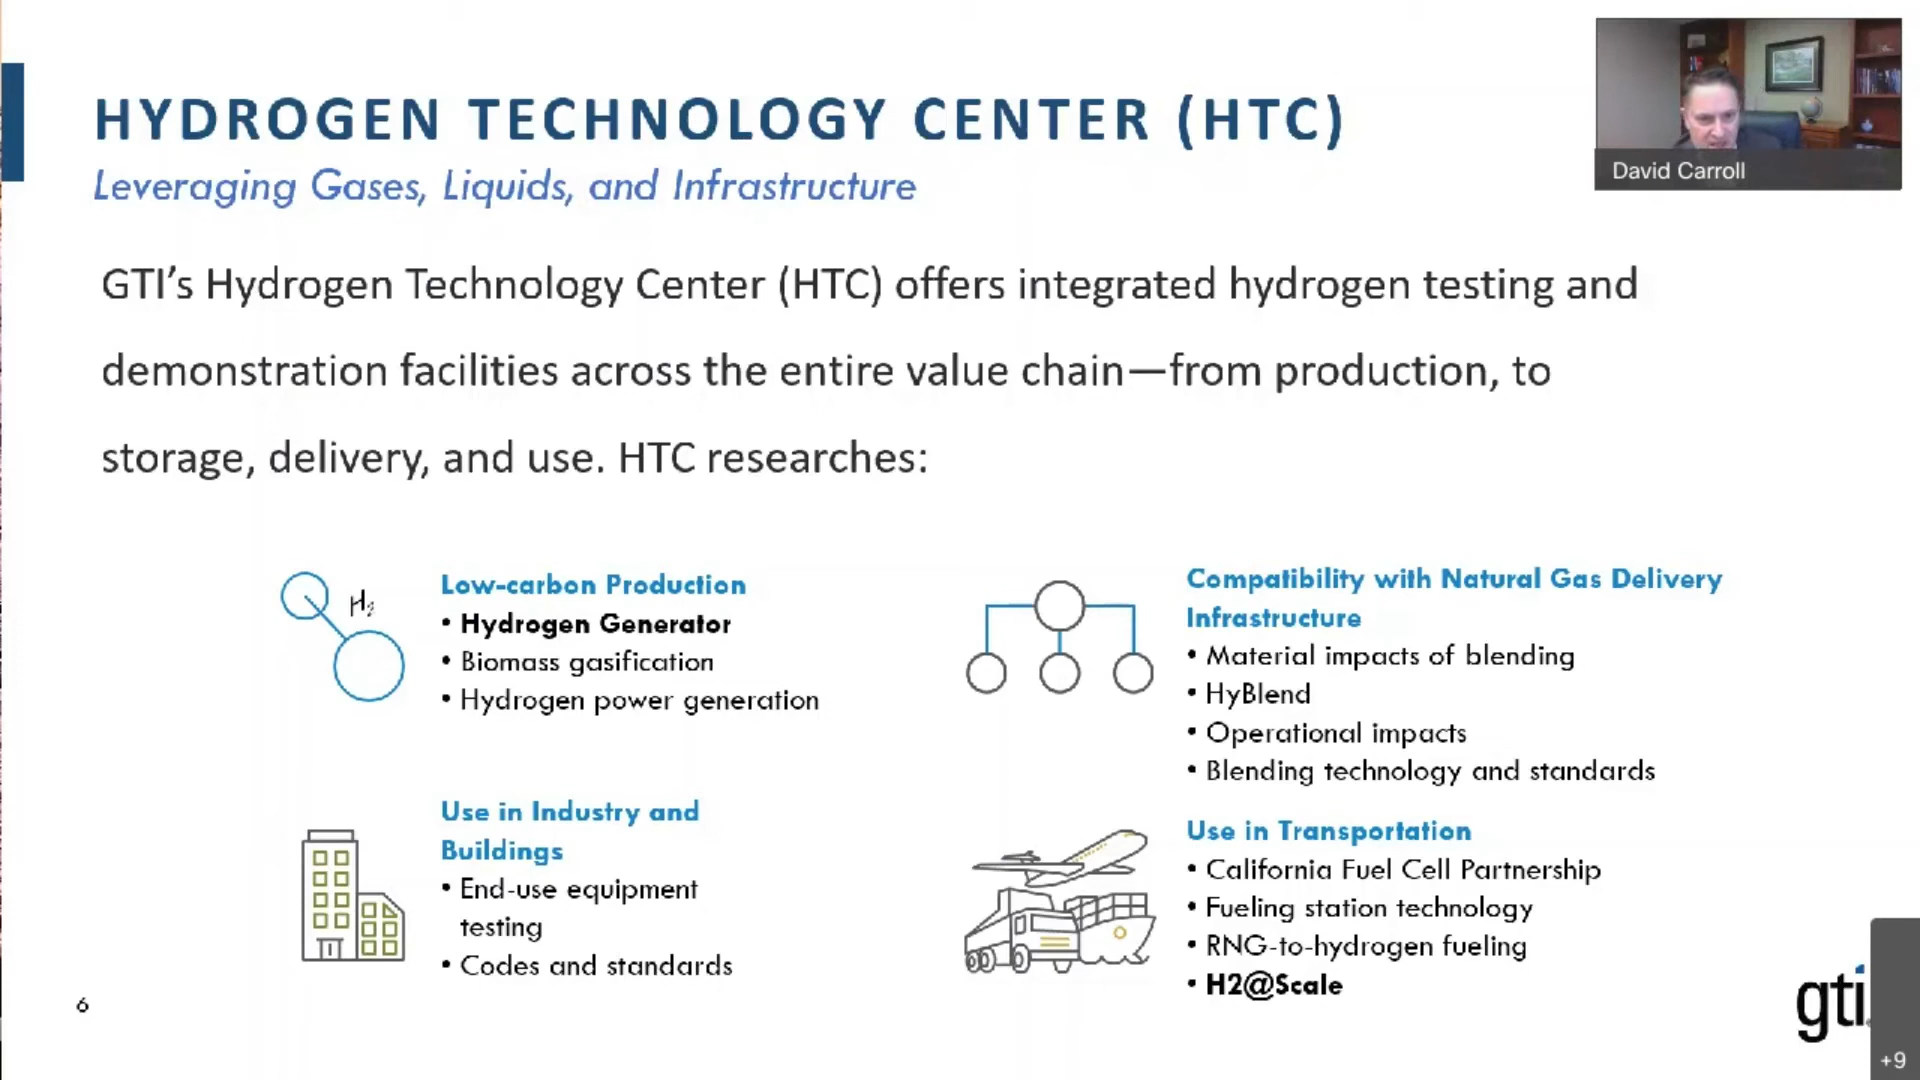 HYDROGEN TECHNOLOGY CENTER (HTC)
Leveraging Gases, Liquids, and Infrastructure
David Carroll
GTI’s Hydrogen Technology Center (HTC) offers integrated hydrogen testing and
demonstration facilities across the entire value chain—from production, to
storage, delivery, and use. HTC researches:
H₂
Low-carbon Production
• Hydrogen Generator
• Biomass gasification
• Hydrogen power generation
Compatibility with Natural Gas Delivery
Infrastructure
• Material impacts of blending
• HyBlend
• Operational impacts
• Blending technology and standards
Use in Industry and
Buildings
• End-use equipment
testing
• Codes and standards
Use in Transportation
• California Fuel Cell Partnership
• Fueling station technology
• RNG-to-hydrogen fueling
• H2@Scale
6
gti
+9